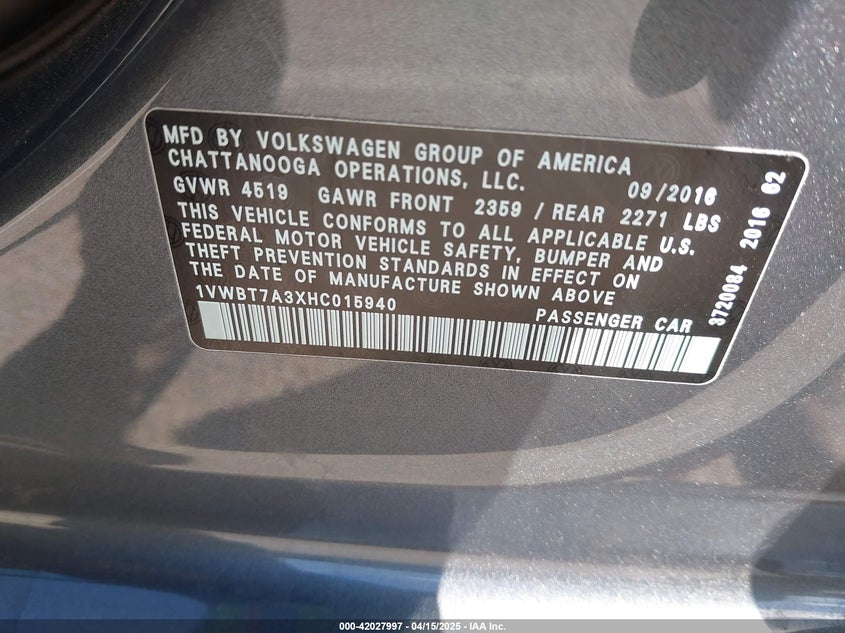 MFD BY VOLKSWAGEN GROUP OF AMERICA
CHATTANOOGA OPERATIONS, LLC. 09/2016
GVWR 4519 GAWR FRONT 2359 / REAR 2271 LBS
THIS VEHICLE CONFORMS TO ALL APPLICABLE U.S.
FEDERAL MOTOR VEHICLE SAFETY, BUMPER AND
THEFT PREVENTION STANDARDS IN EFFECT ON
THE DATE OF MANUFACTURE SHOWN ABOVE
1VWBT7A3XHC015940 PASSENGER CAR
3720084 2016 62
000-42027997 - 04/15/2025 - IAA Inc.